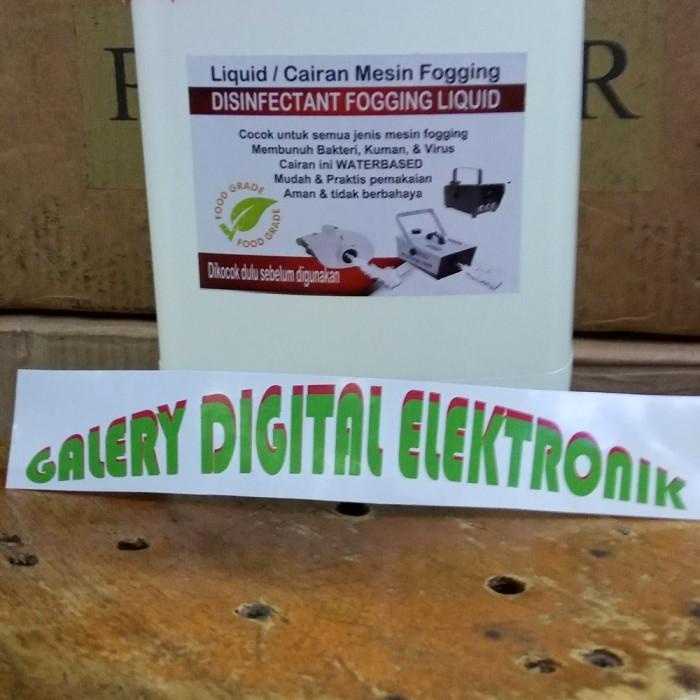 Liquid / Cairan Mesin Fogging
DISINFECTANT FOGGING LIQUID
Cocok untuk semua jenis mesin fogging
Membunuh Bakteri, Kuman, & Virus
Cairan ini WATERBASED
Mudah & Praktis pemakaian
Aman & tidak berbahaya
FOOD GRADE
FOOD GRADE
Dikocok dulu sebelum digunakan
GALERY DIGITAL ELEKTRONIK